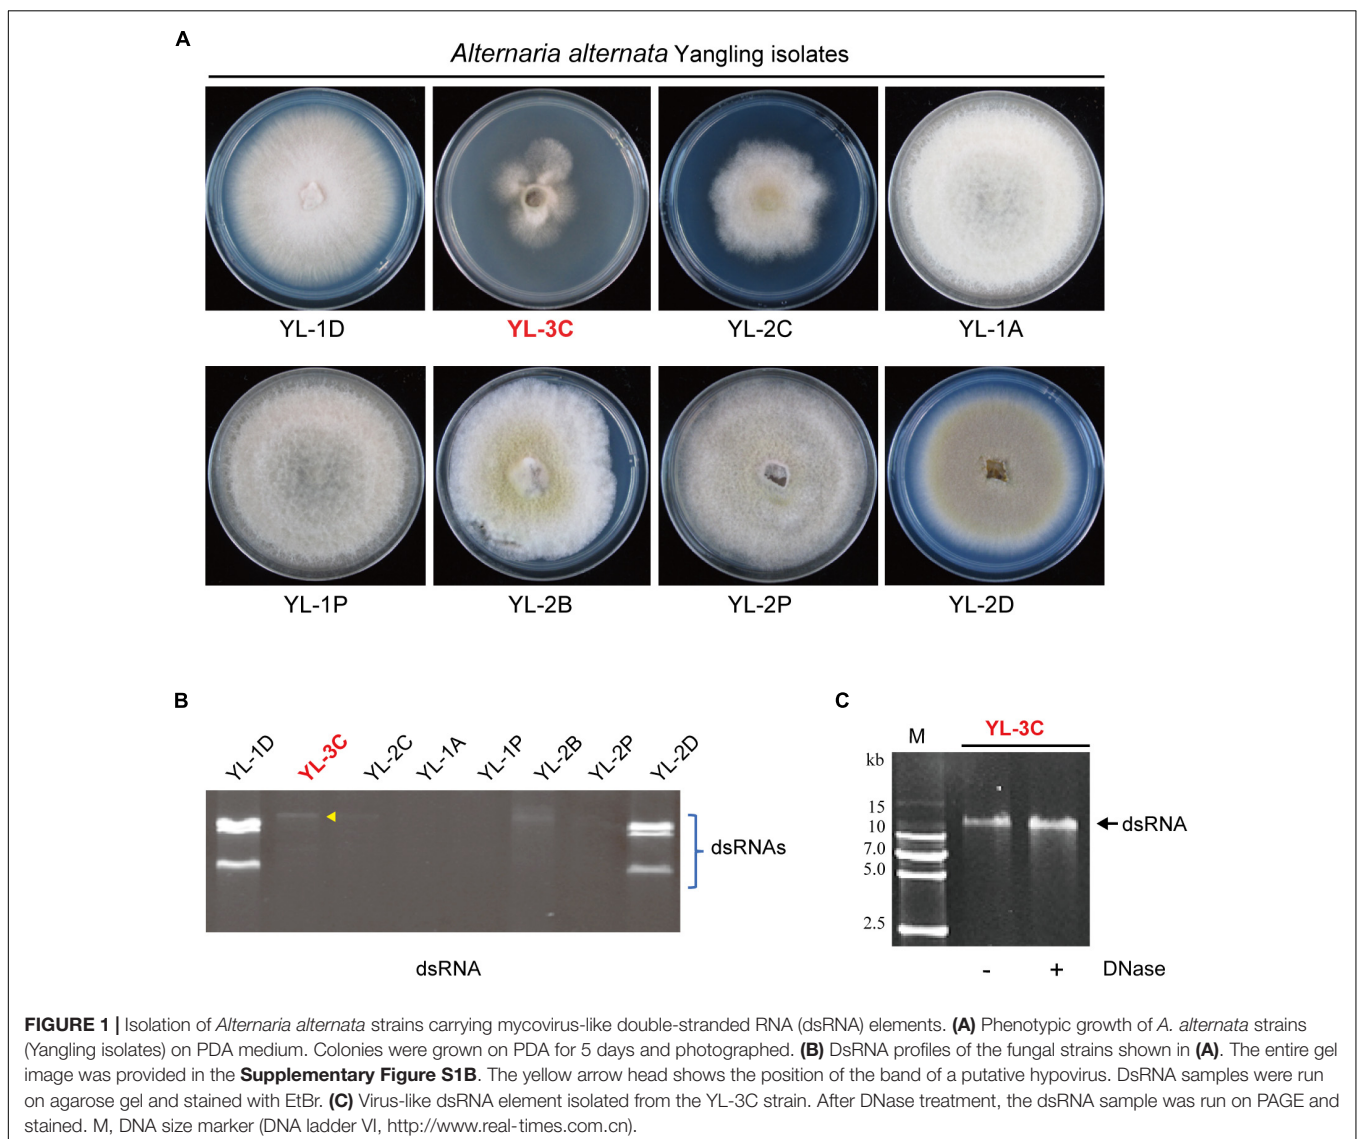 A
Alternaria alternata Yangling isolates
YL-1D
YL-3C
YL-2C
YL-1A
YL-1P
YL-2B
YL-2P
YL-2D
B
YL-1D
YL-3C
YL-2C
YL-1A
YL-1P
YL-2B
YL-2P
YL-2D
dsRNAs
dsRNA
C
M
YL-3C
kb
15
10
7.0
5.0
2.5
dsRNA
- + DNase
FIGURE 1 | Isolation of Alternaria alternata strains carrying mycovirus-like double-stranded RNA (dsRNA) elements. (A) Phenotypic growth of A. alternata strains
(Yangling isolates) on PDA medium. Colonies were grown on PDA for 5 days and photographed. (B) DsRNA profiles of the fungal strains shown in (A). The entire gel
image was provided in the Supplementary Figure S1B. The yellow arrow head shows the position of the band of a putative hypovirus. DsRNA samples were run
on agarose gel and stained with EtBr. (C) Virus-like dsRNA element isolated from the YL-3C strain. After DNase treatment, the dsRNA sample was run on PAGE and
stained. M, DNA size marker (DNA ladder VI, http://www.real-times.com.cn).